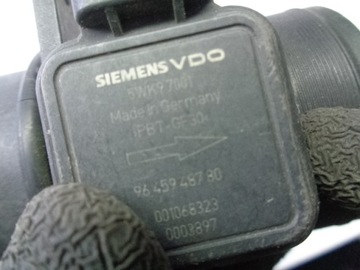 SIEMENS VDO
5WK97001
Made in Germany
(PBT-GF30)
96 459 487 80
001068323
0003897